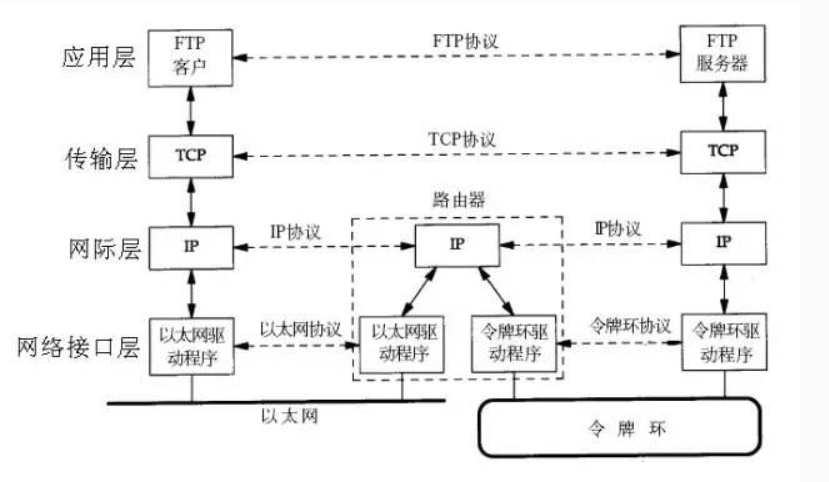 应用层
FTP
客户
FTP协议
FTP
服务器
传输层
TCP
TCP协议
TCP
路由器
网际层
IP
IP协议
IP
IP协议
IP
网络接口层
以太网驱
动程序
以太网协议
以太网驱
动程序
令牌环驱
动程序
令牌环协议
令牌环驱
动程序
以太网
令牌环